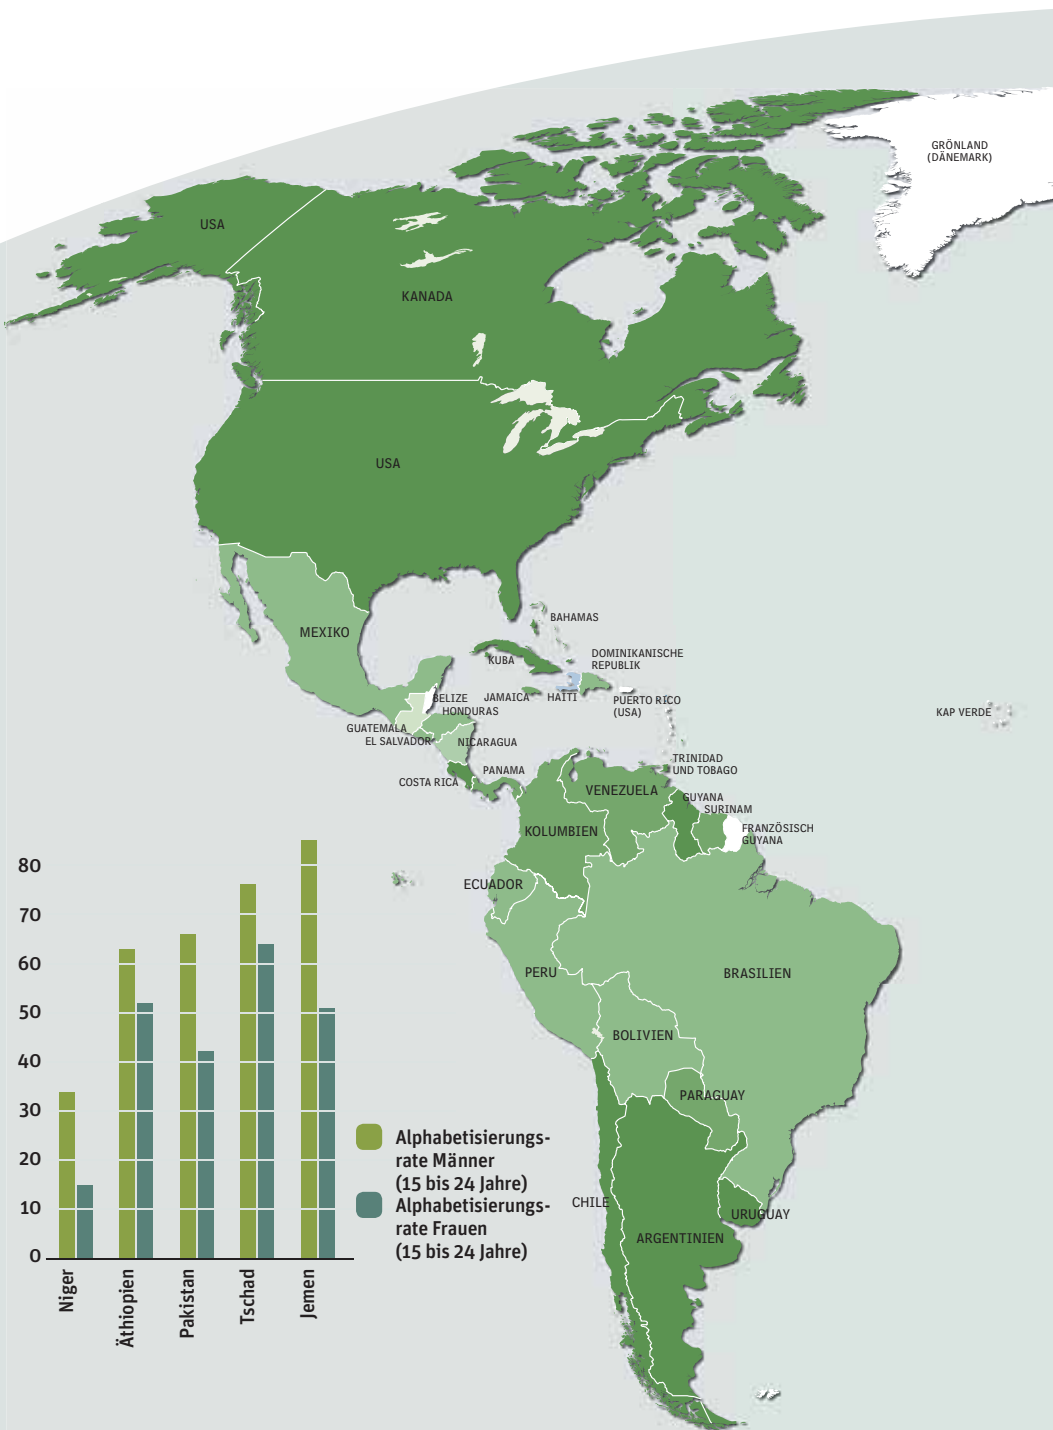 GRÖNLAND
(DÄNEMARK)
USA
KANADA
USA
MEXIKO
BAHAMAS
KUBA
DOMINIKANISCHE
REPUBLIK
BELIZE
JAMAICA
HAÏTI
PUERTO RICO
(USA)
HONDURAS
KAP VERDE
GUATEMALA
EL SALVADOR
NICARAGUA
COSTA RICA
PANAMA
TRINIDAD
UND TOBAGO
VENEZUELA
GUYANA
SURINAM
KOLUMBIEN
FRANZÖSISCH
GUYANA
ECUADOR
PERU
BRASILIEN
BOLIVIEN
PARAGUAY
CHILE
URUGUAY
ARGENTINIEN
80
70
60
50
40
30
20
10
0
Niger
Äthiopien
Pakistan
Tschad
Jemen
Alphabetisierungs-
rate Männer
(15 bis 24 Jahre)
Alphabetisierungs-
rate Frauen
(15 bis 24 Jahre)